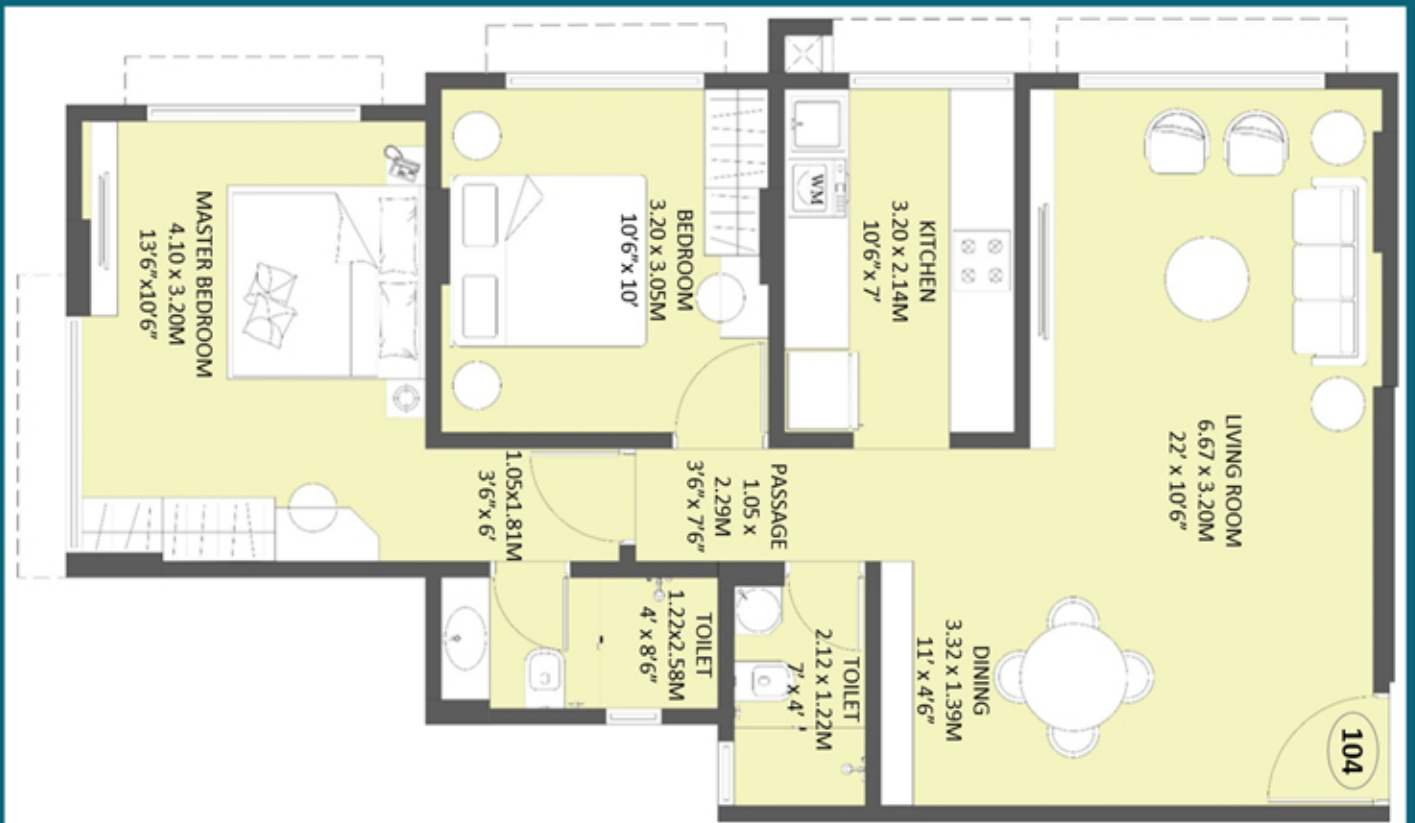 MASTER BEDROOM
4.10 x 3.20M
13'6"x10'6"
BEDROOM
3.20 x 3.05M
10'6"x 10'
KITCHEN
3.20 x 2.14M
10'6"x 7'
WM
LIVING ROOM
6.67 x 3.20M
22' x 10'6"
PASSAGE
1.05 x
2.29M
3'6"x 7'6"
1.05x1.81M
3'6"x 6'
TOILET
1.22x2.58M
4' x 8'6"
TOILET
2.12 x 1.22M
7' x 4'
DINING
3.32 x 1.39M
11' x 4'6"
104